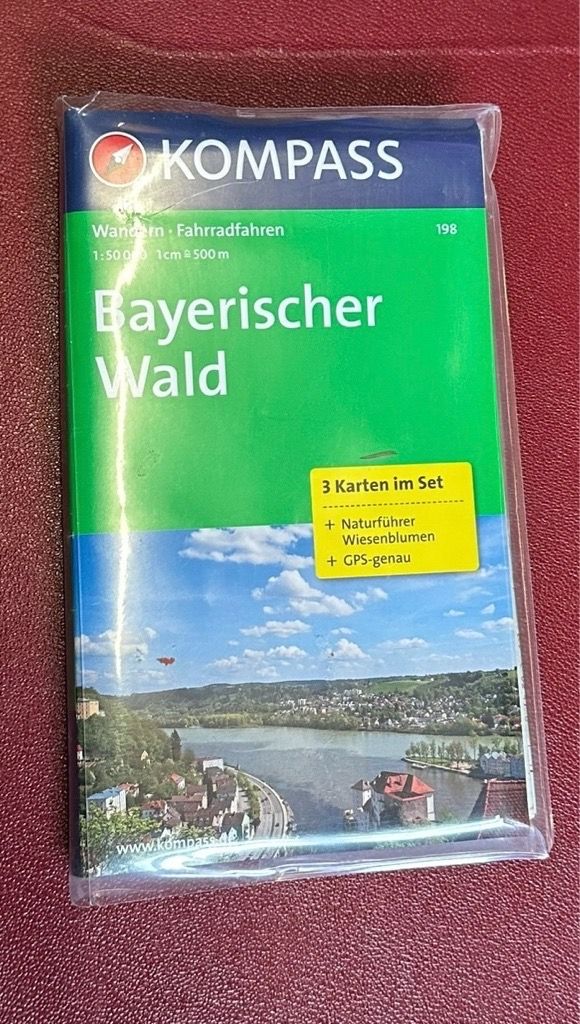 KOMPASS
Wandern · Fahrradfahren 198
1:50 000 1cm ≙ 500 m
Bayerischer
Wald
3 Karten im Set
+ Naturführer
Wiesenblumen
+ GPS-genau
www.kompass.de